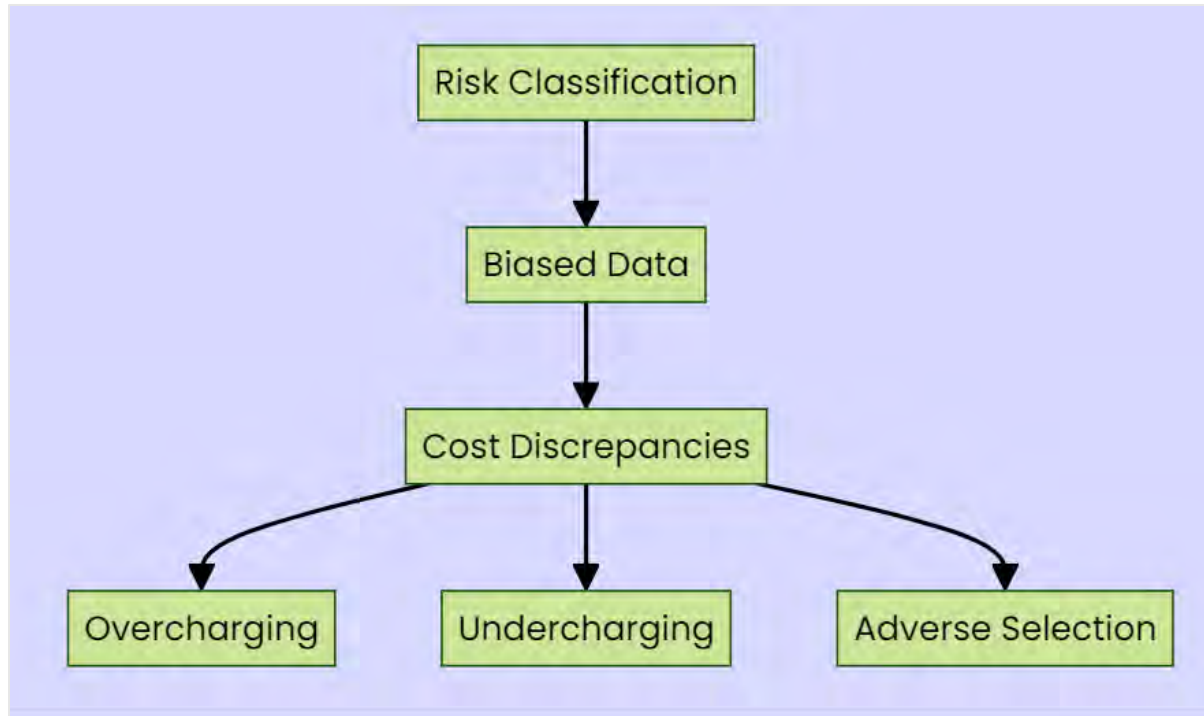 Risk Classification
Biased Data
Cost Discrepancies
Overcharging
Undercharging
Adverse Selection